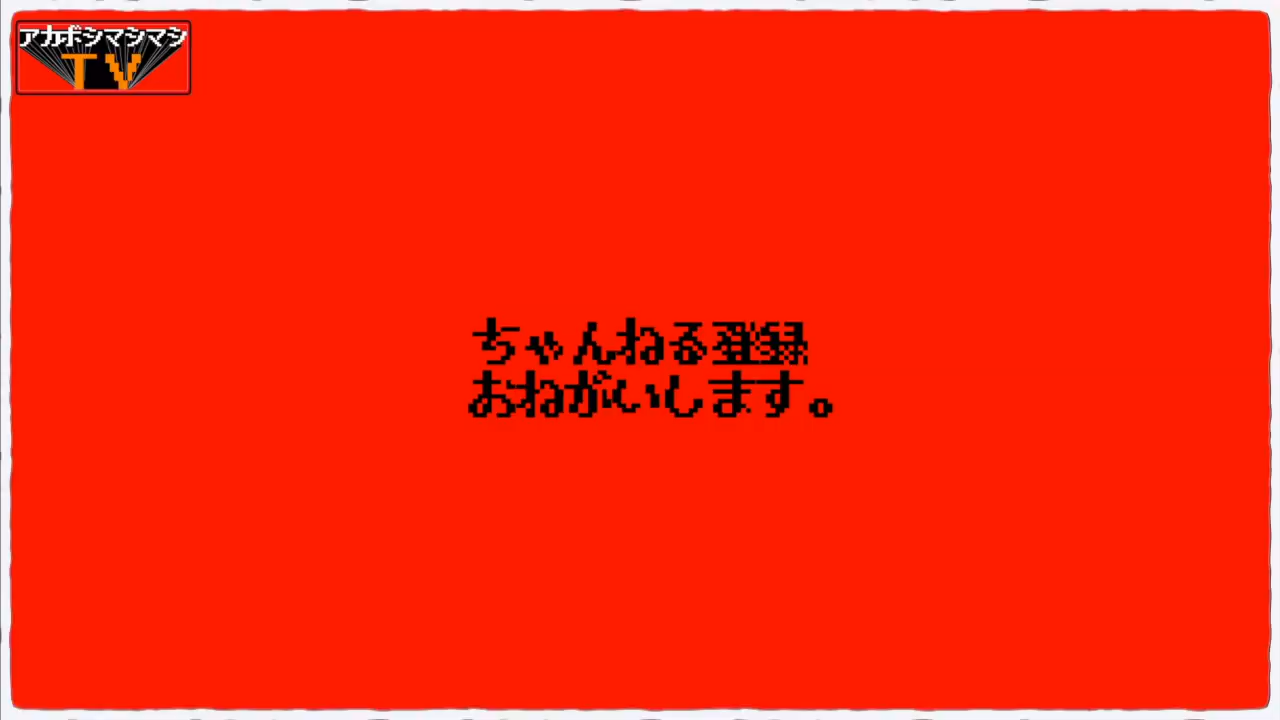 アカボシマシマシ
TV
ちゃんねる登録
おねがいします。